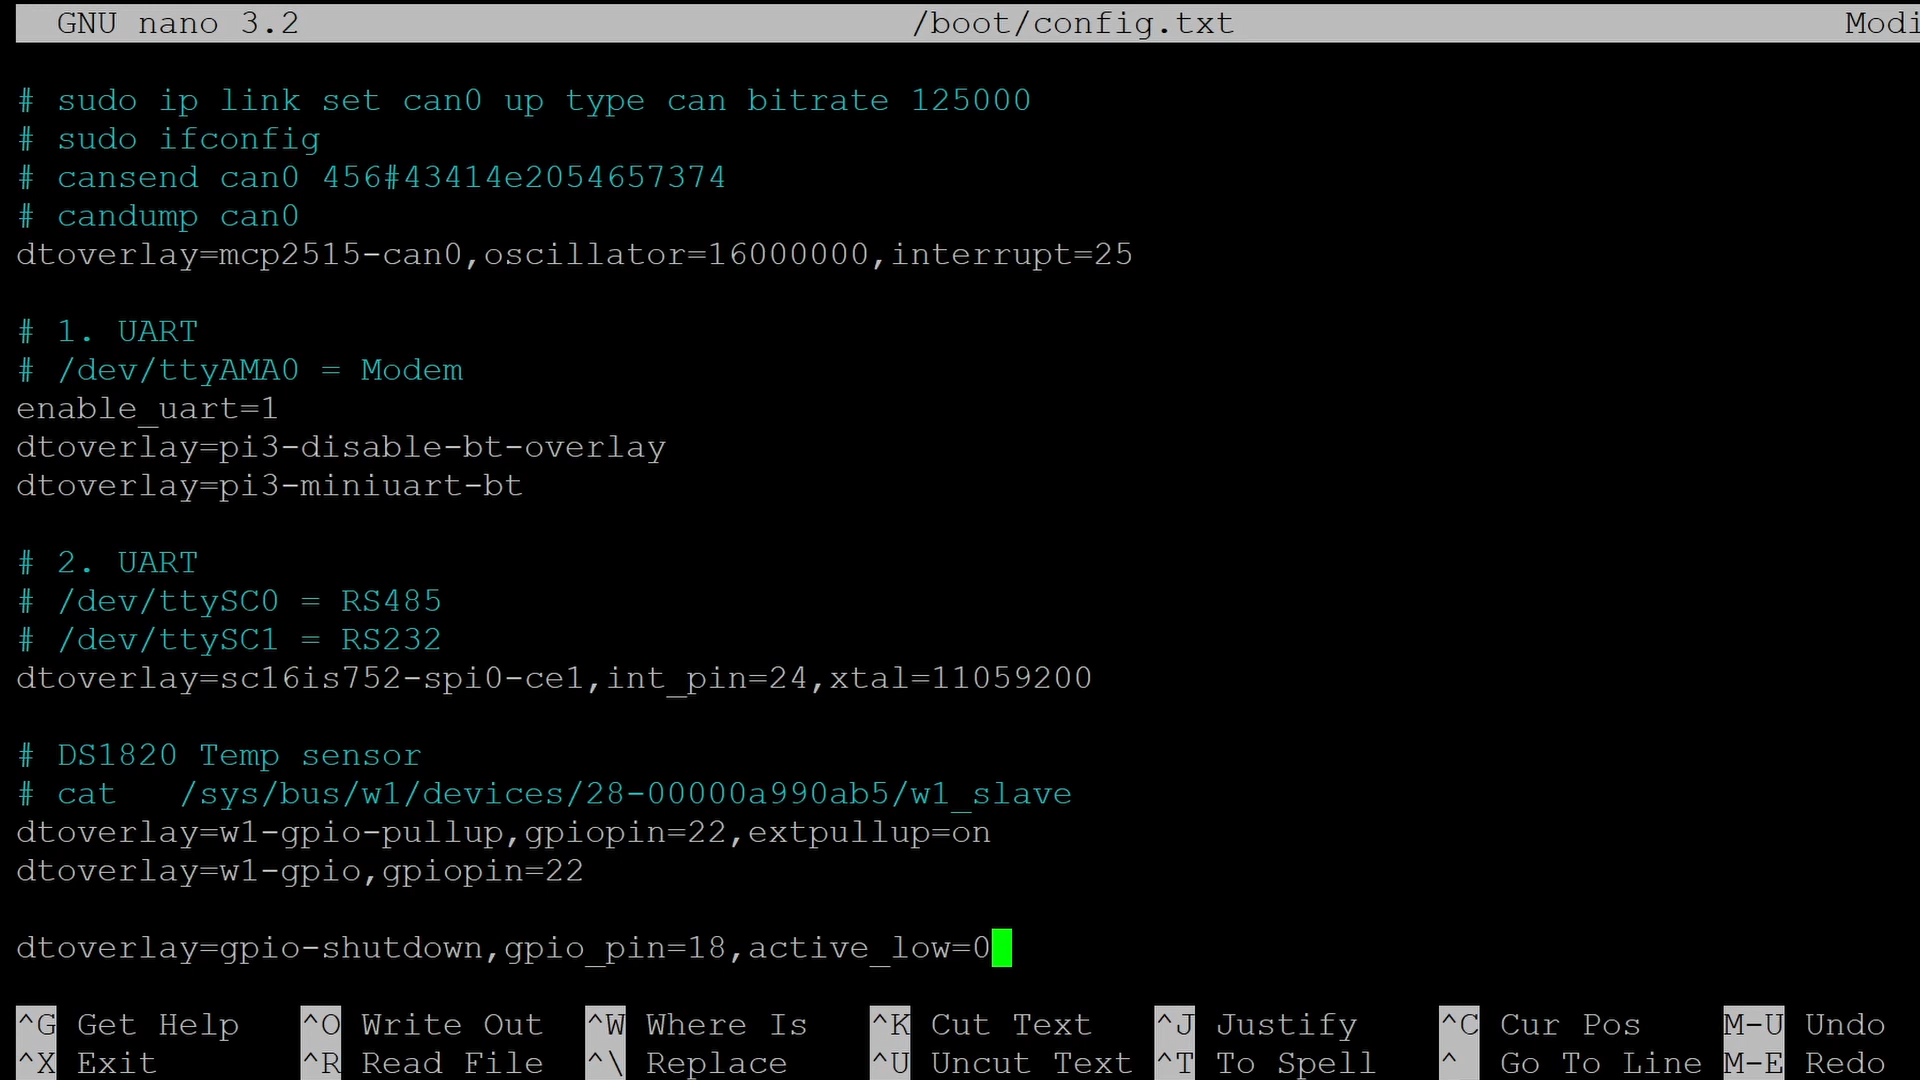 GNU nano 3.2 /boot/config.txt Modi
# sudo ip link set can0 up type can bitrate 125000
# sudo ifconfig
# cansend can0 456#43414e2054657374
# candump can0
dtoverlay=mcp2515-can0,oscillator=16000000,interrupt=25
# 1. UART
# /dev/ttyAMA0 = Modem
enable_uart=1
dtoverlay=pi3-disable-bt-overlay
dtoverlay=pi3-miniuart-bt
# 2. UART
# /dev/ttySC0 = RS485
# /dev/ttySC1 = RS232
dtoverlay=sc16is752-spi0-ce1,int_pin=24,xtal=11059200
# DS1820 Temp sensor
# cat   /sys/bus/w1/devices/28-00000a990ab5/w1_slave
dtoverlay=w1-gpio-pullup,gpiopin=22,extpullup=on
dtoverlay=w1-gpio,gpiopin=22
dtoverlay=gpio-shutdown,gpio_pin=18,active_low=0
^G Get Help ^O Write Out ^W Where Is ^K Cut Text ^J Justify ^C Cur Pos M-U Undo
^X Exit ^R Read File ^\ Replace ^U Uncut Text ^T To Spell ^ Go To Line M-E Redo